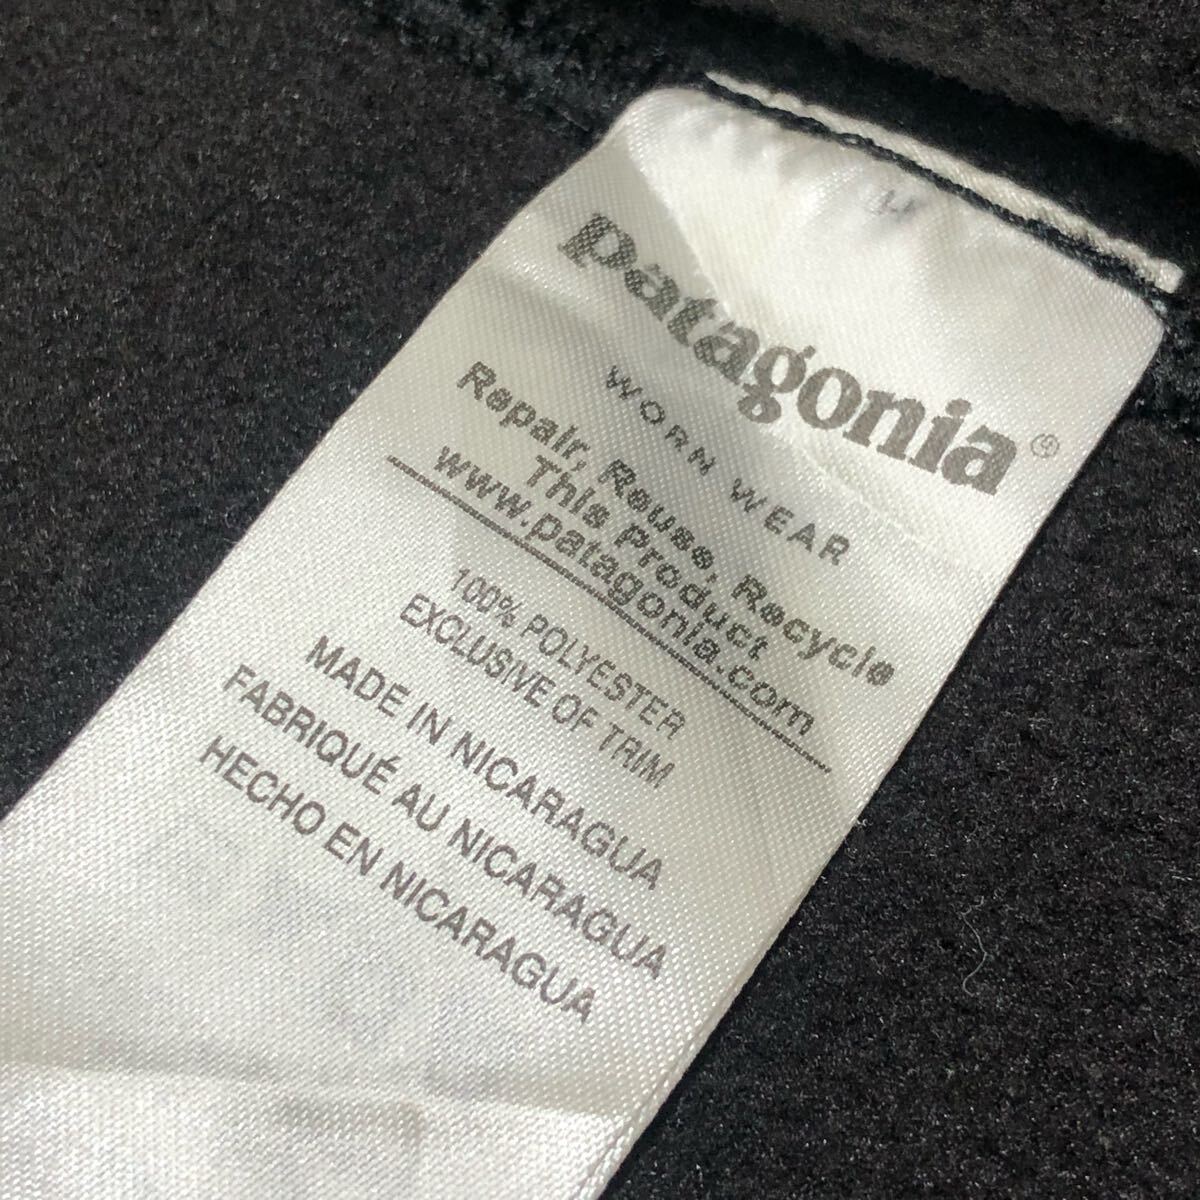 patagonia®
WORN WEAR
Repair, Reuse, Recycle
This Product
www.patagonia.com
100% POLYESTER
EXCLUSIVE OF TRIM
MADE IN NICARAGUA
FABRIQUÉ AU NICARAGUA
HECHO EN NICARAGUA